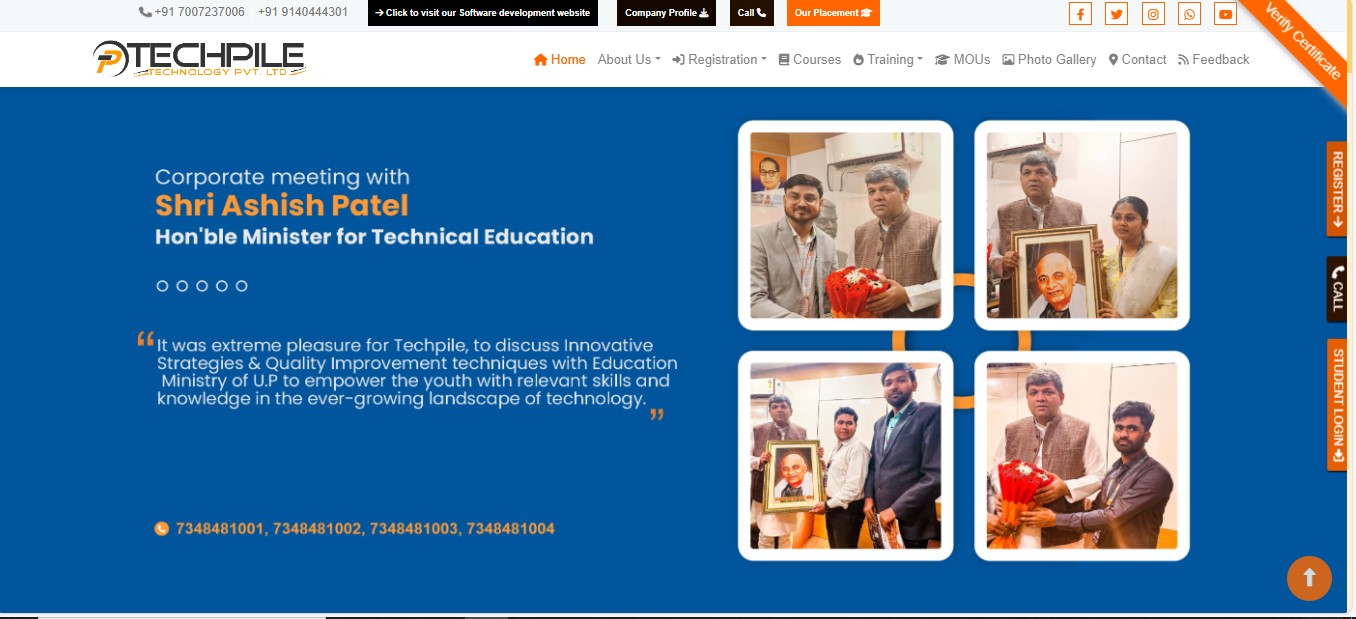 +91 7007237006
+91 9140444301
Click to visit our Software development website
Company Profile
Call
Our Placement
Verify Certificate
TECHPILE
TECHNOLOGY PVT. LTD.
Home
About Us
Registration
Courses
Training
MOUs
Photo Gallery
Contact
Feedback
Corporate meeting with
Shri Ashish Patel
Hon'ble Minister for Technical Education
“It was extreme pleasure for Techpile, to discuss Innovative
Strategies & Quality Improvement techniques with Education
Ministry of U.P to empower the youth with relevant skills and
knowledge in the ever-growing landscape of technology.
”
7348481001, 7348481002, 7348481003, 7348481004
REGISTER
CALL
STUDENT LOGIN